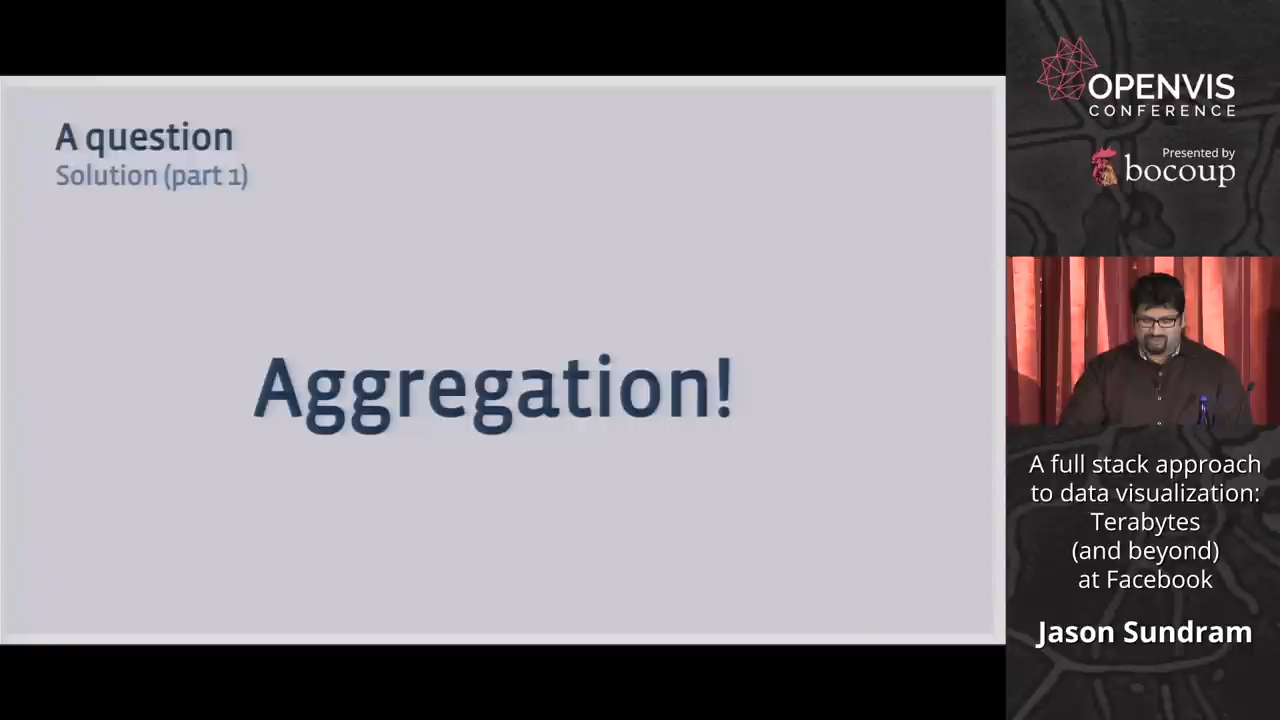 A question
Solution (part 1)
Aggregation!
OPENVIS
CONFERENCE
Presented by
bocoup
A full stack approach
to data visualization:
Terabytes
(and beyond)
at Facebook
Jason Sundram